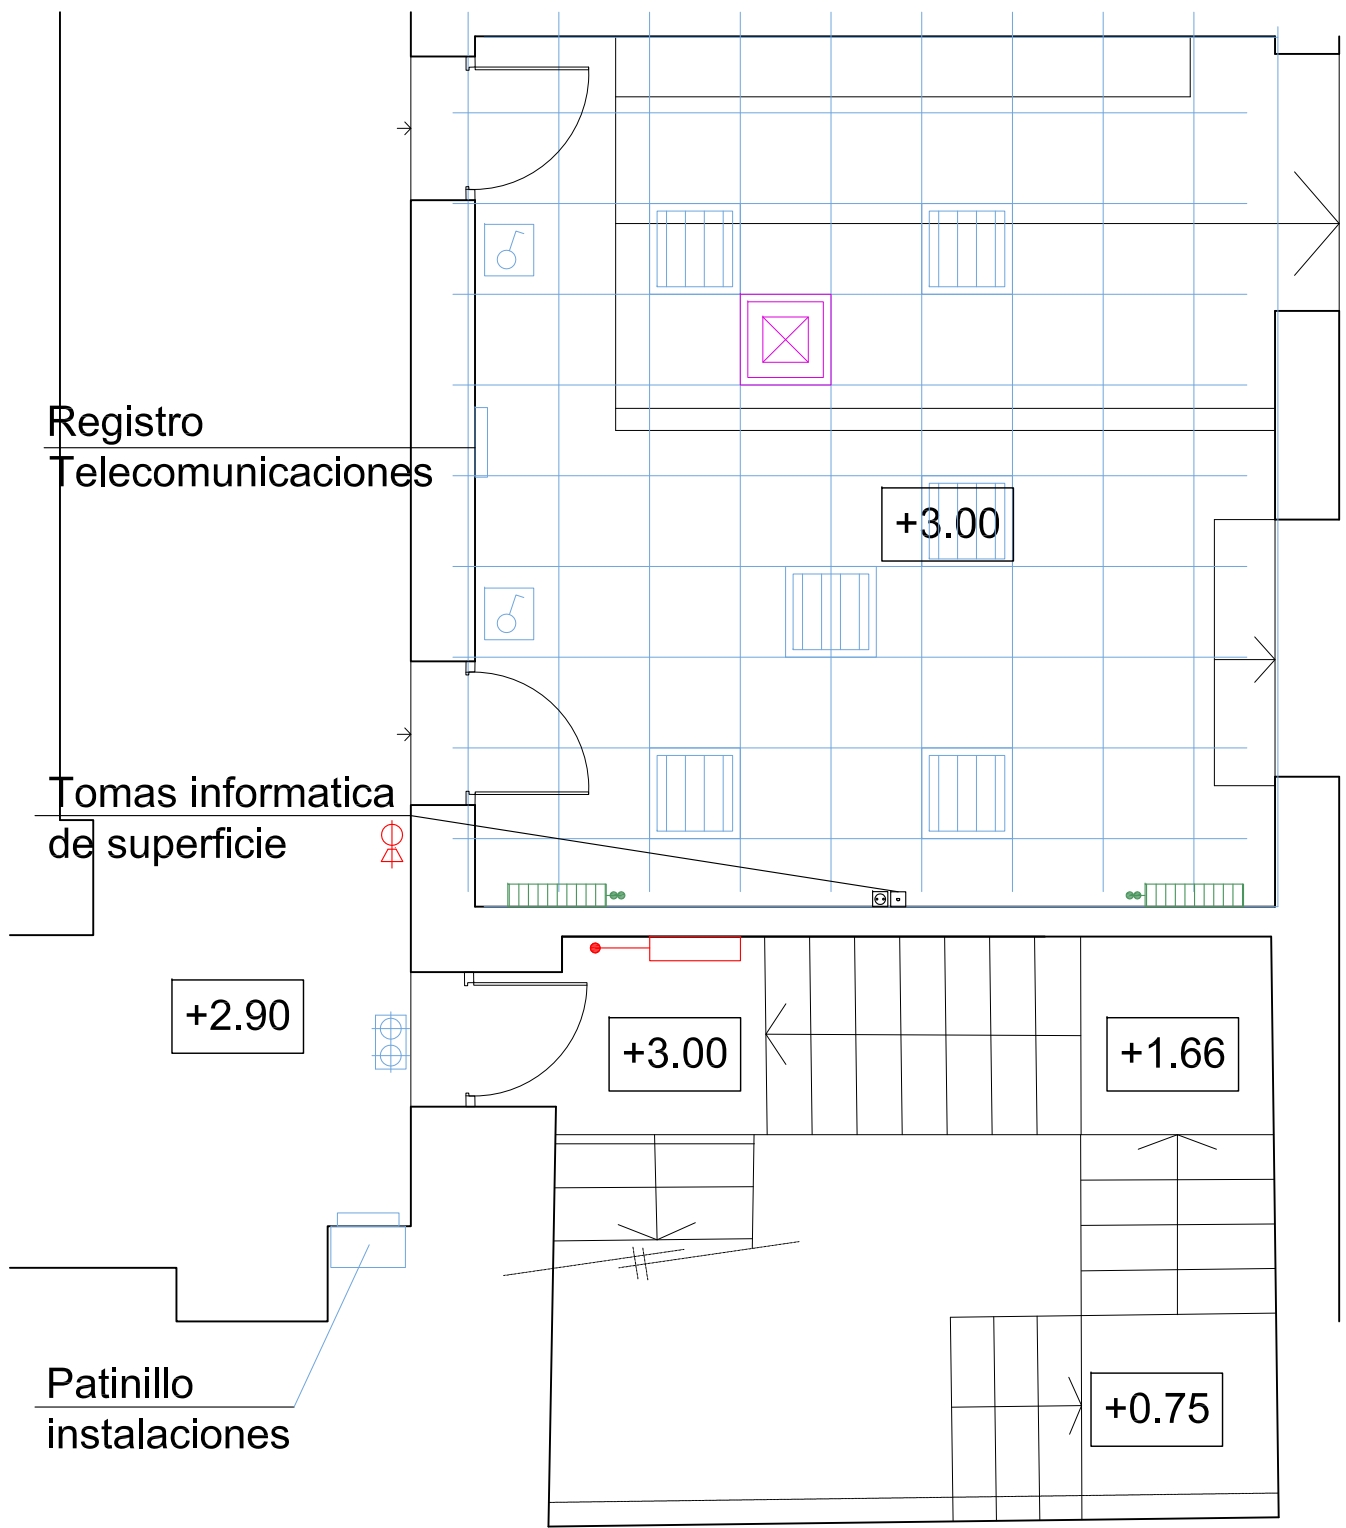 Registro
Telecomunicaciones
+3.00
Tomas informatica
de superficie
+2.90
+3.00
+1.66
Patinillo
instalaciones
+0.75